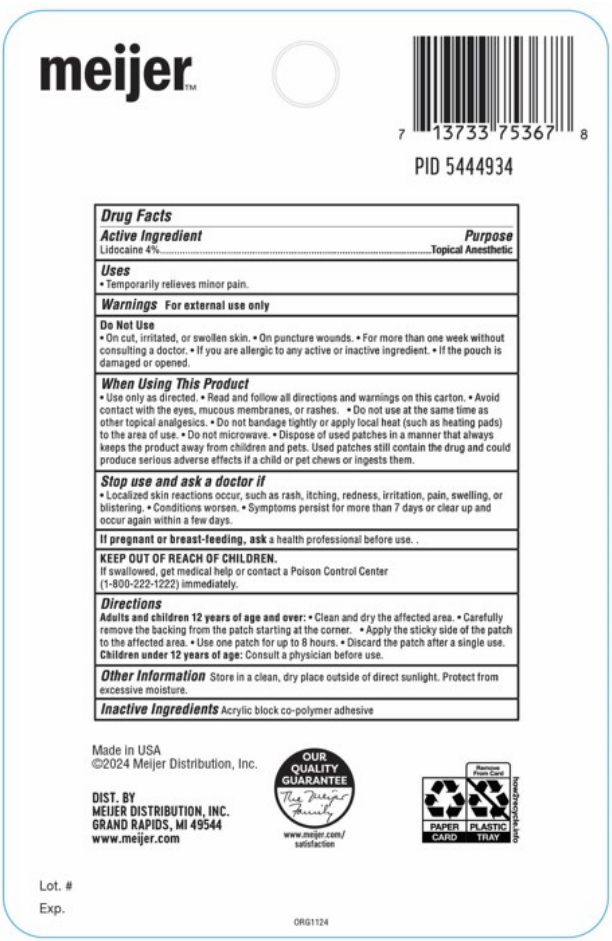 meijer™
7 13733 75367 8
PID 5444934
Drug Facts
Active Ingredient Purpose
Lidocaine 4%..........Topical Anesthetic
Uses
• Temporarily relieves minor pain.
Warnings For external use only
Do Not Use
• On cut, irritated, or swollen skin. • On puncture wounds. • For more than one week without
consulting a doctor. • If you are allergic to any active or inactive ingredient. • If the pouch is
damaged or opened.
When Using This Product
• Use only as directed. • Read and follow all directions and warnings on this carton. • Avoid
contact with the eyes, mucous membranes, or rashes. • Do not use at the same time as
other topical analgesics. • Do not bandage tightly or apply local heat (such as heating pads)
to the area of use. • Do not microwave. • Dispose of used patches in a manner that always
keeps the product away from children and pets. Used patches still contain the drug and could
produce serious adverse effects if a child or pet chews or ingests them.
Stop use and ask a doctor if
• Localized skin reactions occur, such as rash, itching, redness, irritation, pain, swelling, or
blistering. • Conditions worsen. • Symptoms persist for more than 7 days or clear up and
occur again within a few days.
If pregnant or breast-feeding, ask a health professional before use. .
KEEP OUT OF REACH OF CHILDREN.
If swallowed, get medical help or contact a Poison Control Center
(1-800-222-1222) immediately.
Directions
Adults and children 12 years of age and over: • Clean and dry the affected area. • Carefully
remove the backing from the patch starting at the corner. • Apply the sticky side of the patch
to the affected area. • Use one patch for up to 8 hours. • Discard the patch after a single use.
Children under 12 years of age: Consult a physician before use.
Other Information Store in a clean, dry place outside of direct sunlight. Protect from
excessive moisture.
Inactive Ingredients Acrylic block co-polymer adhesive
Made in USA
©2024 Meijer Distribution, Inc.
DIST. BY
MEIJER DISTRIBUTION, INC.
GRAND RAPIDS, MI 49544
www.meijer.com
OUR
QUALITY
GUARANTEE
The Meijer
Family
www.meijer.com/
satisfaction
Remove
From Card
PAPER
CARD
PLASTIC
TRAY
how2recycle.info
Lot. #
Exp.
ORG1124